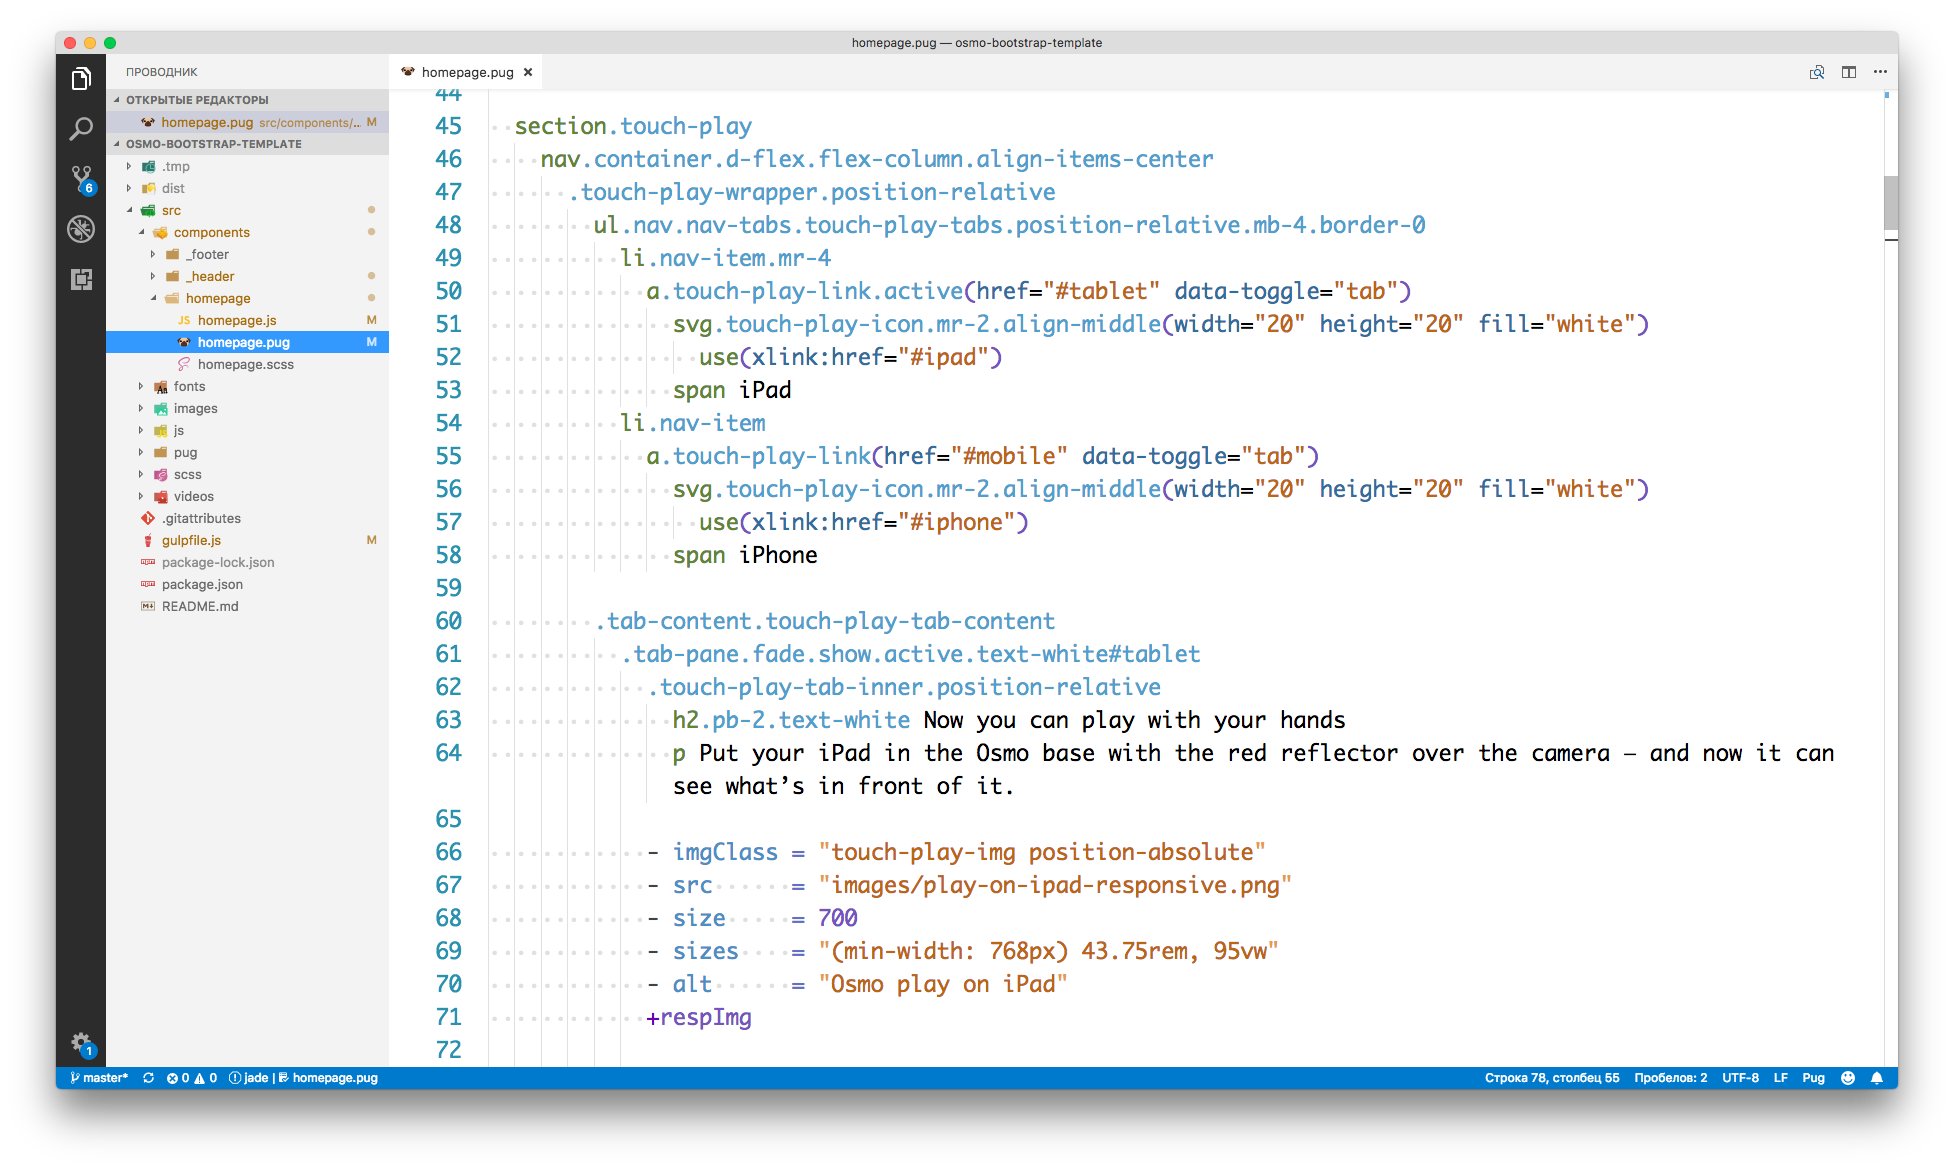 homepage.pug — osmo-bootstrap-template
ПРОВОДНИК
ОТКРЫТЫЕ РЕДАКТОРЫ
homepage.pug src/components/... M
OSMO-BOOTSTRAP-TEMPLATE
.tmp
dist
src
components
_footer
_header
homepage
JS homepage.js M
homepage.pug M
homepage.scss
fonts
images
js
pug
scss
videos
.gitattributes
gulpfile.js M
package-lock.json
package.json
README.md
6
1
homepage.pug
44
45 section.touch-play
46 nav.container.d-flex.flex-column.align-items-center
47 .touch-play-wrapper.position-relative
48 ul.nav.nav-tabs.touch-play-tabs.position-relative.mb-4.border-0
49 li.nav-item.mr-4
50 a.touch-play-link.active(href="#tablet" data-toggle="tab")
51 svg.touch-play-icon.mr-2.align-middle(width="20" height="20" fill="white")
52 use(xlink:href="#ipad")
53 span iPad
54 li.nav-item
55 a.touch-play-link(href="#mobile" data-toggle="tab")
56 svg.touch-play-icon.mr-2.align-middle(width="20" height="20" fill="white")
57 use(xlink:href="#iphone")
58 span iPhone
59
60 .tab-content.touch-play-tab-content
61 .tab-pane.fade.show.active.text-white#tablet
62 .touch-play-tab-inner.position-relative
63 h2.pb-2.text-white Now you can play with your hands
64 p Put your iPad in the Osmo base with the red reflector over the camera — and now it can
see what’s in front of it.
65
66 - imgClass = "touch-play-img position-absolute"
67 - src = "images/play-on-ipad-responsive.png"
68 - size = 700
69 - sizes = "(min-width: 768px) 43.75rem, 95vw"
70 - alt = "Osmo play on iPad"
71 +respImg
72
master* 0 0 jade | homepage.pug Строка 78, столбец 55 Пробелов: 2 UTF-8 LF Pug